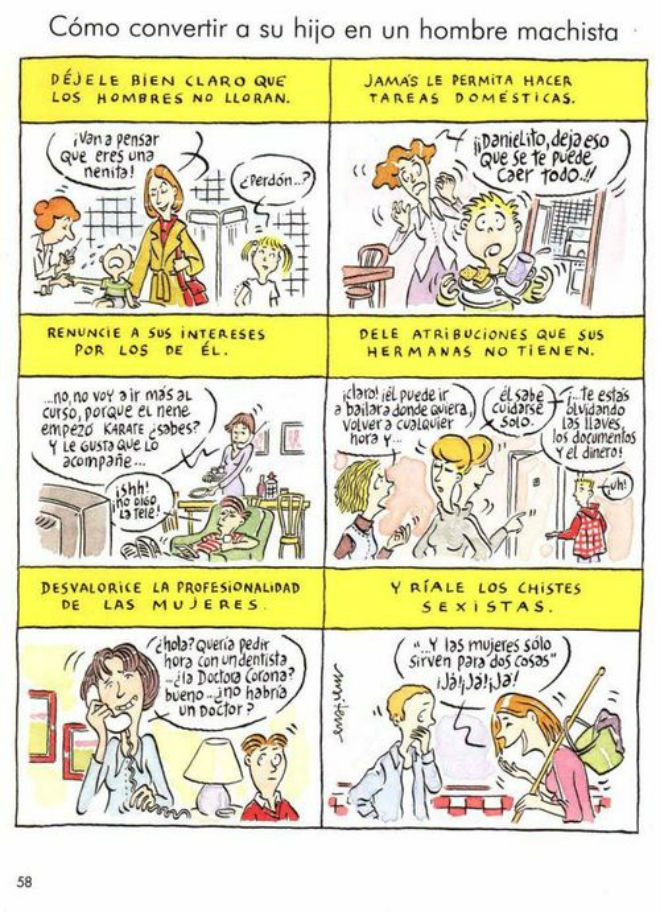 Cómo convertir a su hijo en un hombre machista
DÉJELE BIEN CLARO QUE
LOS HOMBRES NO LLORAN.
¡Van a pensar
que eres una
nenita!
¿Perdón..?
JAMÁS LE PERMITA HACER
TAREAS DOMÉSTICAS.
¡¡Danielito, deja eso
que se te puede
caer todo..!!
RENUNCIE A SUS INTERESES
POR LOS DE ÉL.
...no, no voy a ir más al
curso, porque el nene
empezó KARATE ¿sabes?
Y le gusta que lo
acompañe...
¡shh!
¡no oigo
la tele!
DELE ATRIBUCIONES QUE SUS
HERMANAS NO TIENEN.
¡claro! ¡él puede ir
a bailar a donde quiera,
volver a cualquier
hora y...
él sabe
cuidarse
solo.
¡...te estás
olvidando
las llaves,
los documentos
y el dinero!
¡uh!
DESVALORICE LA PROFESIONALIDAD
DE LAS MUJERES.
¿hola? Quería pedir
hora con un dentista
..¿la Doctora Corona?
bueno...¿no habría
un Doctor?
Y RÍALE LOS CHISTES
SEXISTAS.
"...Y las mujeres sólo
sirven para dos cosas"
¡Já!¡Já!¡Já!
maitena
58